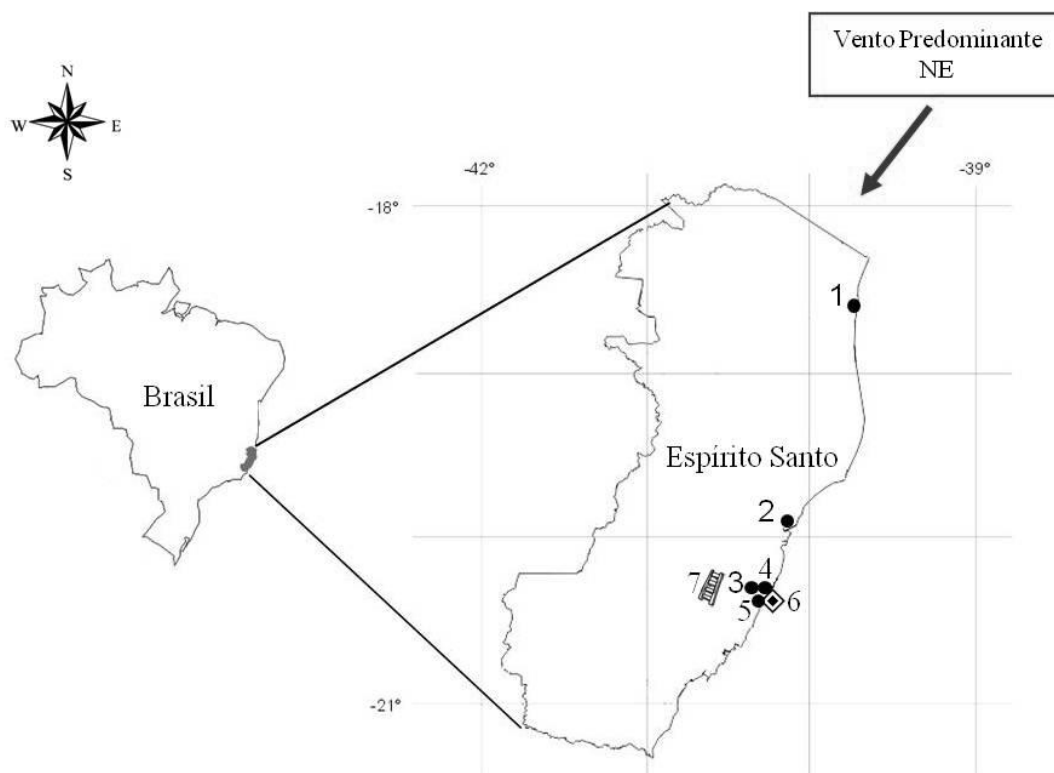 Vento Predominante
NE
N
W E
S
-42° -39°
-18°
1
Brasil
Espírito Santo
2
7 3 4
5 6
-21°